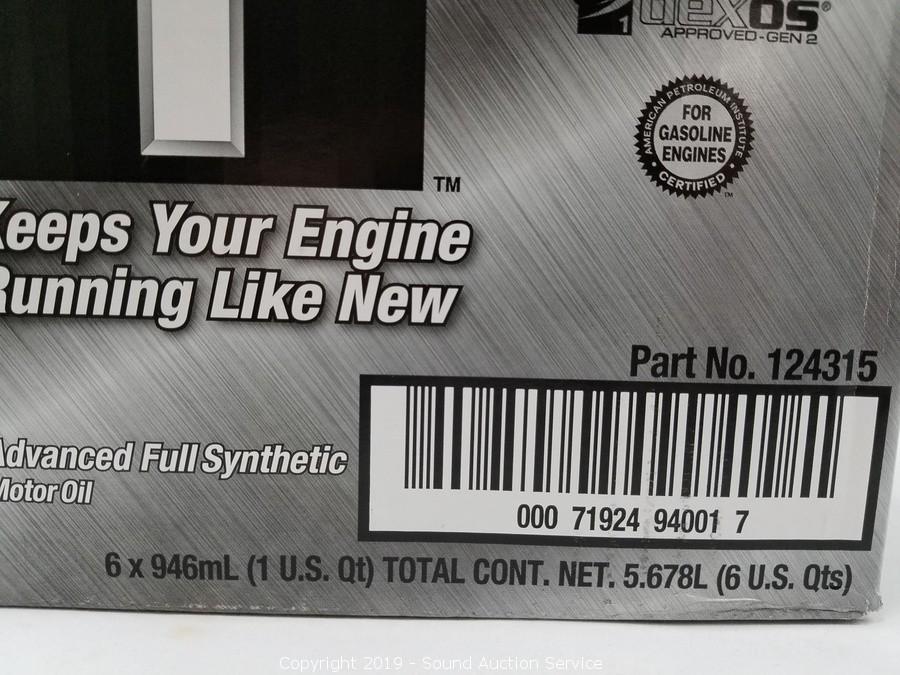 1 dexos®
APPROVED-GEN 2
AMERICAN PETROLEUM INSTITUTE
FOR
GASOLINE
ENGINES
CERTIFIED
TM
TM
Keeps Your Engine
Running Like New
Part No. 124315
Advanced Full Synthetic
Motor Oil
000 71924 94001 7
6 x 946mL (1 U.S. Qt) TOTAL CONT. NET. 5.678L (6 U.S. Qts)
Copyright 2019 - Sound Auction Service